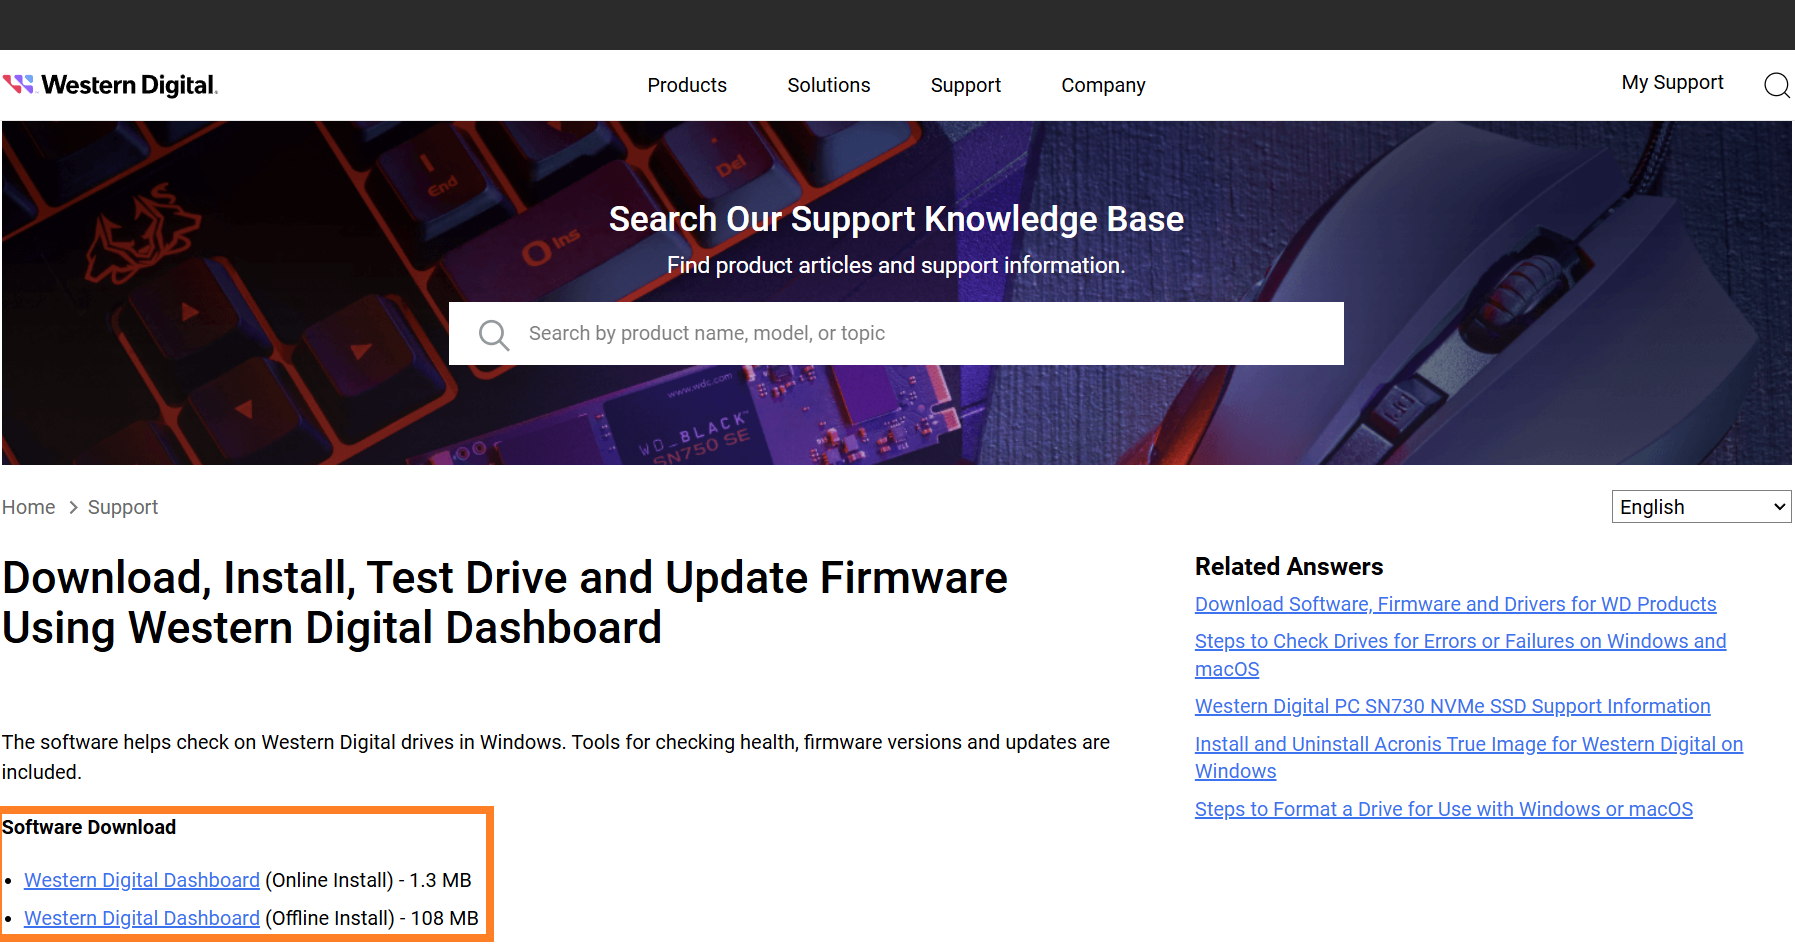 Western Digital.
Products
Solutions
Support
Company
My Support
End
Del
Ins
Search Our Support Knowledge Base
Find product articles and support information.
Search by product name, model, or topic
www.wdc.com
WD_BLACK™
SN750 SE
Home > Support
English
Download, Install, Test Drive and Update Firmware
Using Western Digital Dashboard
The software helps check on Western Digital drives in Windows. Tools for checking health, firmware versions and updates are
included.
Software Download
• Western Digital Dashboard (Online Install) - 1.3 MB
• Western Digital Dashboard (Offline Install) - 108 MB
Related Answers
Download Software, Firmware and Drivers for WD Products
Steps to Check Drives for Errors or Failures on Windows and
macOS
Western Digital PC SN730 NVMe SSD Support Information
Install and Uninstall Acronis True Image for Western Digital on
Windows
Steps to Format a Drive for Use with Windows or macOS